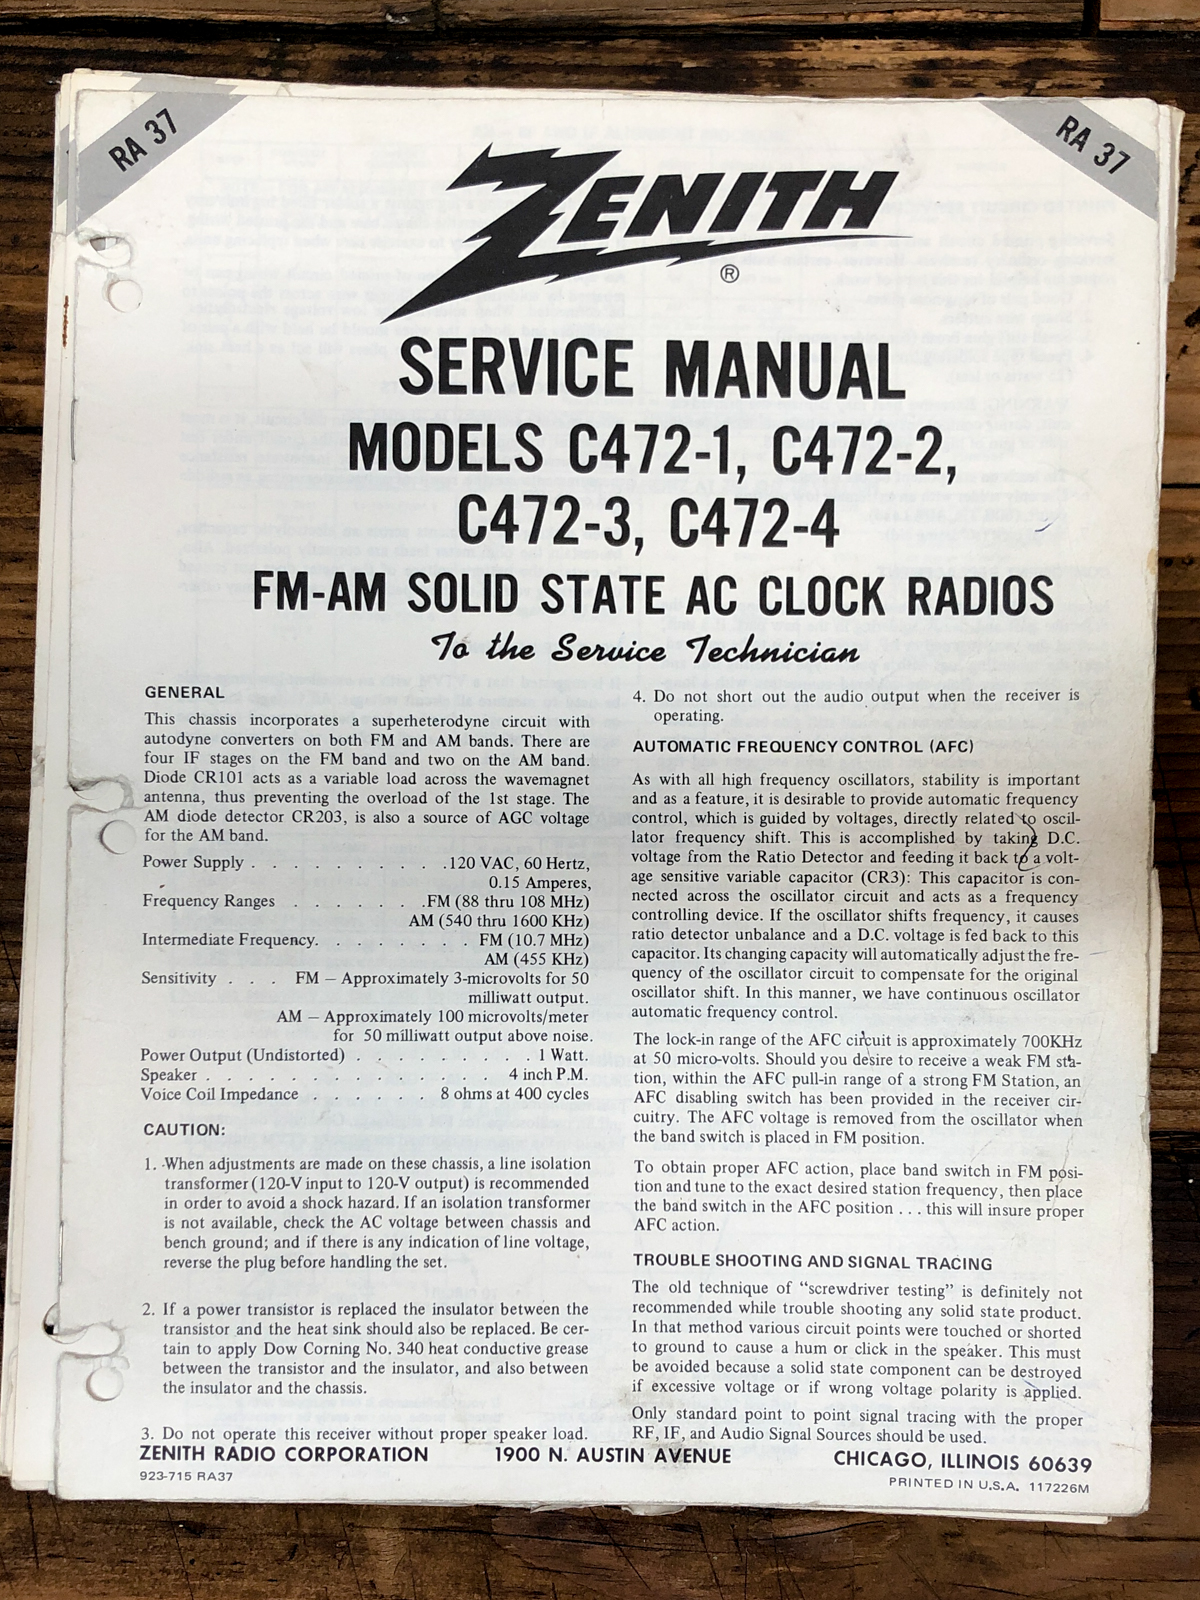 RA 37
RA 37
ZENITH
®
SERVICE MANUAL
MODELS C472-1, C472-2,
C472-3, C472-4
FM-AM SOLID STATE AC CLOCK RADIOS
To the Service Technician
GENERAL
This chassis incorporates a superheterodyne circuit with
autodyne converters on both FM and AM bands. There are
four IF stages on the FM band and two on the AM band.
Diode CR101 acts as a variable load across the wavemagnet
antenna, thus preventing the overload of the 1st stage. The
AM diode detector CR203, is also a source of AGC voltage
for the AM band.
Power Supply . . . . . . . . . .120 VAC, 60 Hertz,
0.15 Amperes,
Frequency Ranges . . . . . . .FM (88 thru 108 MHz)
AM (540 thru 1600 KHz)
Intermediate Frequency. . . . . . . . FM (10.7 MHz)
AM (455 KHz)
Sensitivity . . . FM – Approximately 3-microvolts for 50
milliwatt output.
AM – Approximately 100 microvolts/meter
for 50 milliwatt output above noise.
Power Output (Undistorted) . . . . . . . . . . 1 Watt.
Speaker . . . . . . . . . . . . . . . 4 inch P.M.
Voice Coil Impedance . . . . . . 8 ohms at 400 cycles
CAUTION:
1. When adjustments are made on these chassis, a line isolation
transformer (120-V input to 120-V output) is recommended
in order to avoid a shock hazard. If an isolation transformer
is not available, check the AC voltage between chassis and
bench ground; and if there is any indication of line voltage,
reverse the plug before handling the set.
2. If a power transistor is replaced the insulator between the
transistor and the heat sink should also be replaced. Be cer-
tain to apply Dow Corning No. 340 heat conductive grease
between the transistor and the insulator, and also between
the insulator and the chassis.
3. Do not operate this receiver without proper speaker load.
4. Do not short out the audio output when the receiver is
operating.
AUTOMATIC FREQUENCY CONTROL (AFC)
As with all high frequency oscillators, stability is important
and as a feature, it is desirable to provide automatic frequency
control, which is guided by voltages, directly related to oscil-
lator frequency shift. This is accomplished by taking D.C.
voltage from the Ratio Detector and feeding it back to a volt-
age sensitive variable capacitor (CR3): This capacitor is con-
nected across the oscillator circuit and acts as a frequency
controlling device. If the oscillator shifts frequency, it causes
ratio detector unbalance and a D.C. voltage is fed back to this
capacitor. Its changing capacity will automatically adjust the fre-
quency of the oscillator circuit to compensate for the original
oscillator shift. In this manner, we have continuous oscillator
automatic frequency control.
The lock-in range of the AFC circuit is approximately 700KHz
at 50 micro-volts. Should you desire to receive a weak FM sta-
tion, within the AFC pull-in range of a strong FM Station, an
AFC disabling switch has been provided in the receiver cir-
cuitry. The AFC voltage is removed from the oscillator when
the band switch is placed in FM position.
To obtain proper AFC action, place band switch in FM posi-
tion and tune to the exact desired station frequency, then place
the band switch in the AFC position . . . this will insure proper
AFC action.
TROUBLE SHOOTING AND SIGNAL TRACING
The old technique of “screwdriver testing” is definitely not
recommended while trouble shooting any solid state product.
In that method various circuit points were touched or shorted
to ground to cause a hum or click in the speaker. This must
be avoided because a solid state component can be destroyed
if excessive voltage or if wrong voltage polarity is applied.
Only standard point to point signal tracing with the proper
RF, IF, and Audio Signal Sources should be used.
ZENITH RADIO CORPORATION 1900 N. AUSTIN AVENUE CHICAGO, ILLINOIS 60639
923-715 RA37
PRINTED IN U.S.A. 117226M